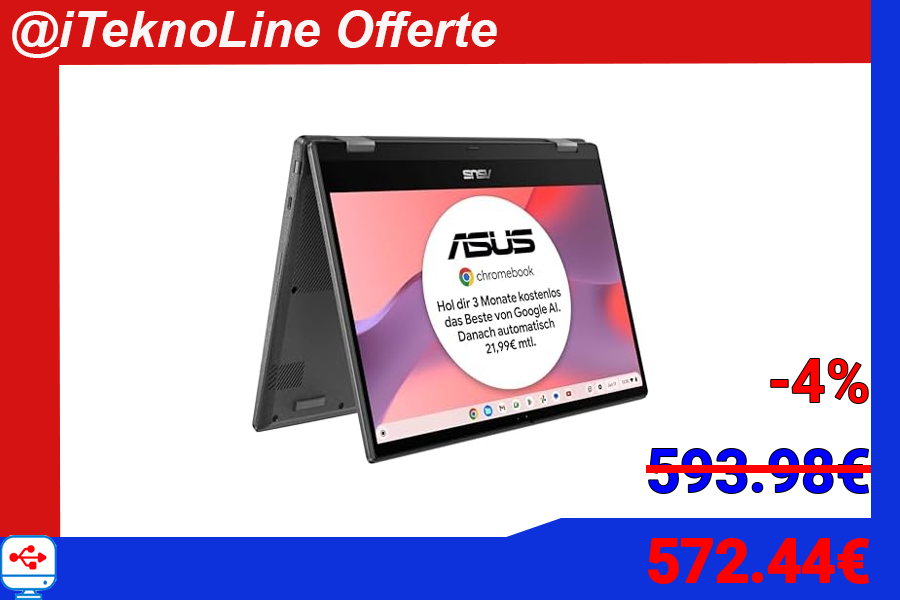 @iTeknoLine Offerte
ASUS
ASUS
chromebook
Hol dir 3 Monate kostenlos
das Beste von Google AI.
Danach automatisch
21,99€ mtl.
-4%
593.98€
572.44€